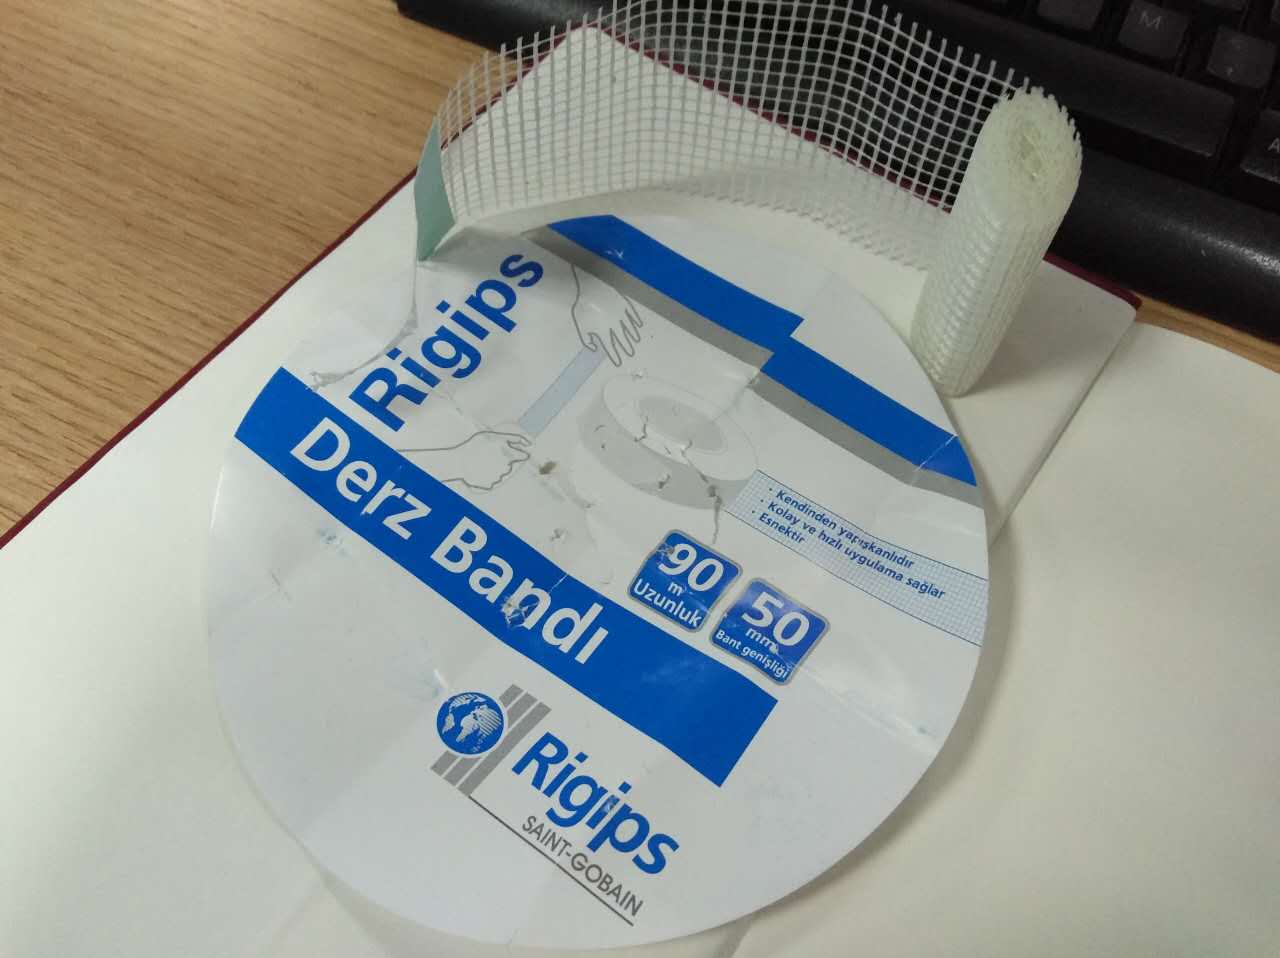 Rigips
Derz Bandı
• Kendinden yapışkanlıdır
• Kolay ve hızlı uygulama sağlar
• Esnektir
90
m
Uzunluk
50
mm
Bant genişliği
Rigips
SAINT-GOBAIN
M